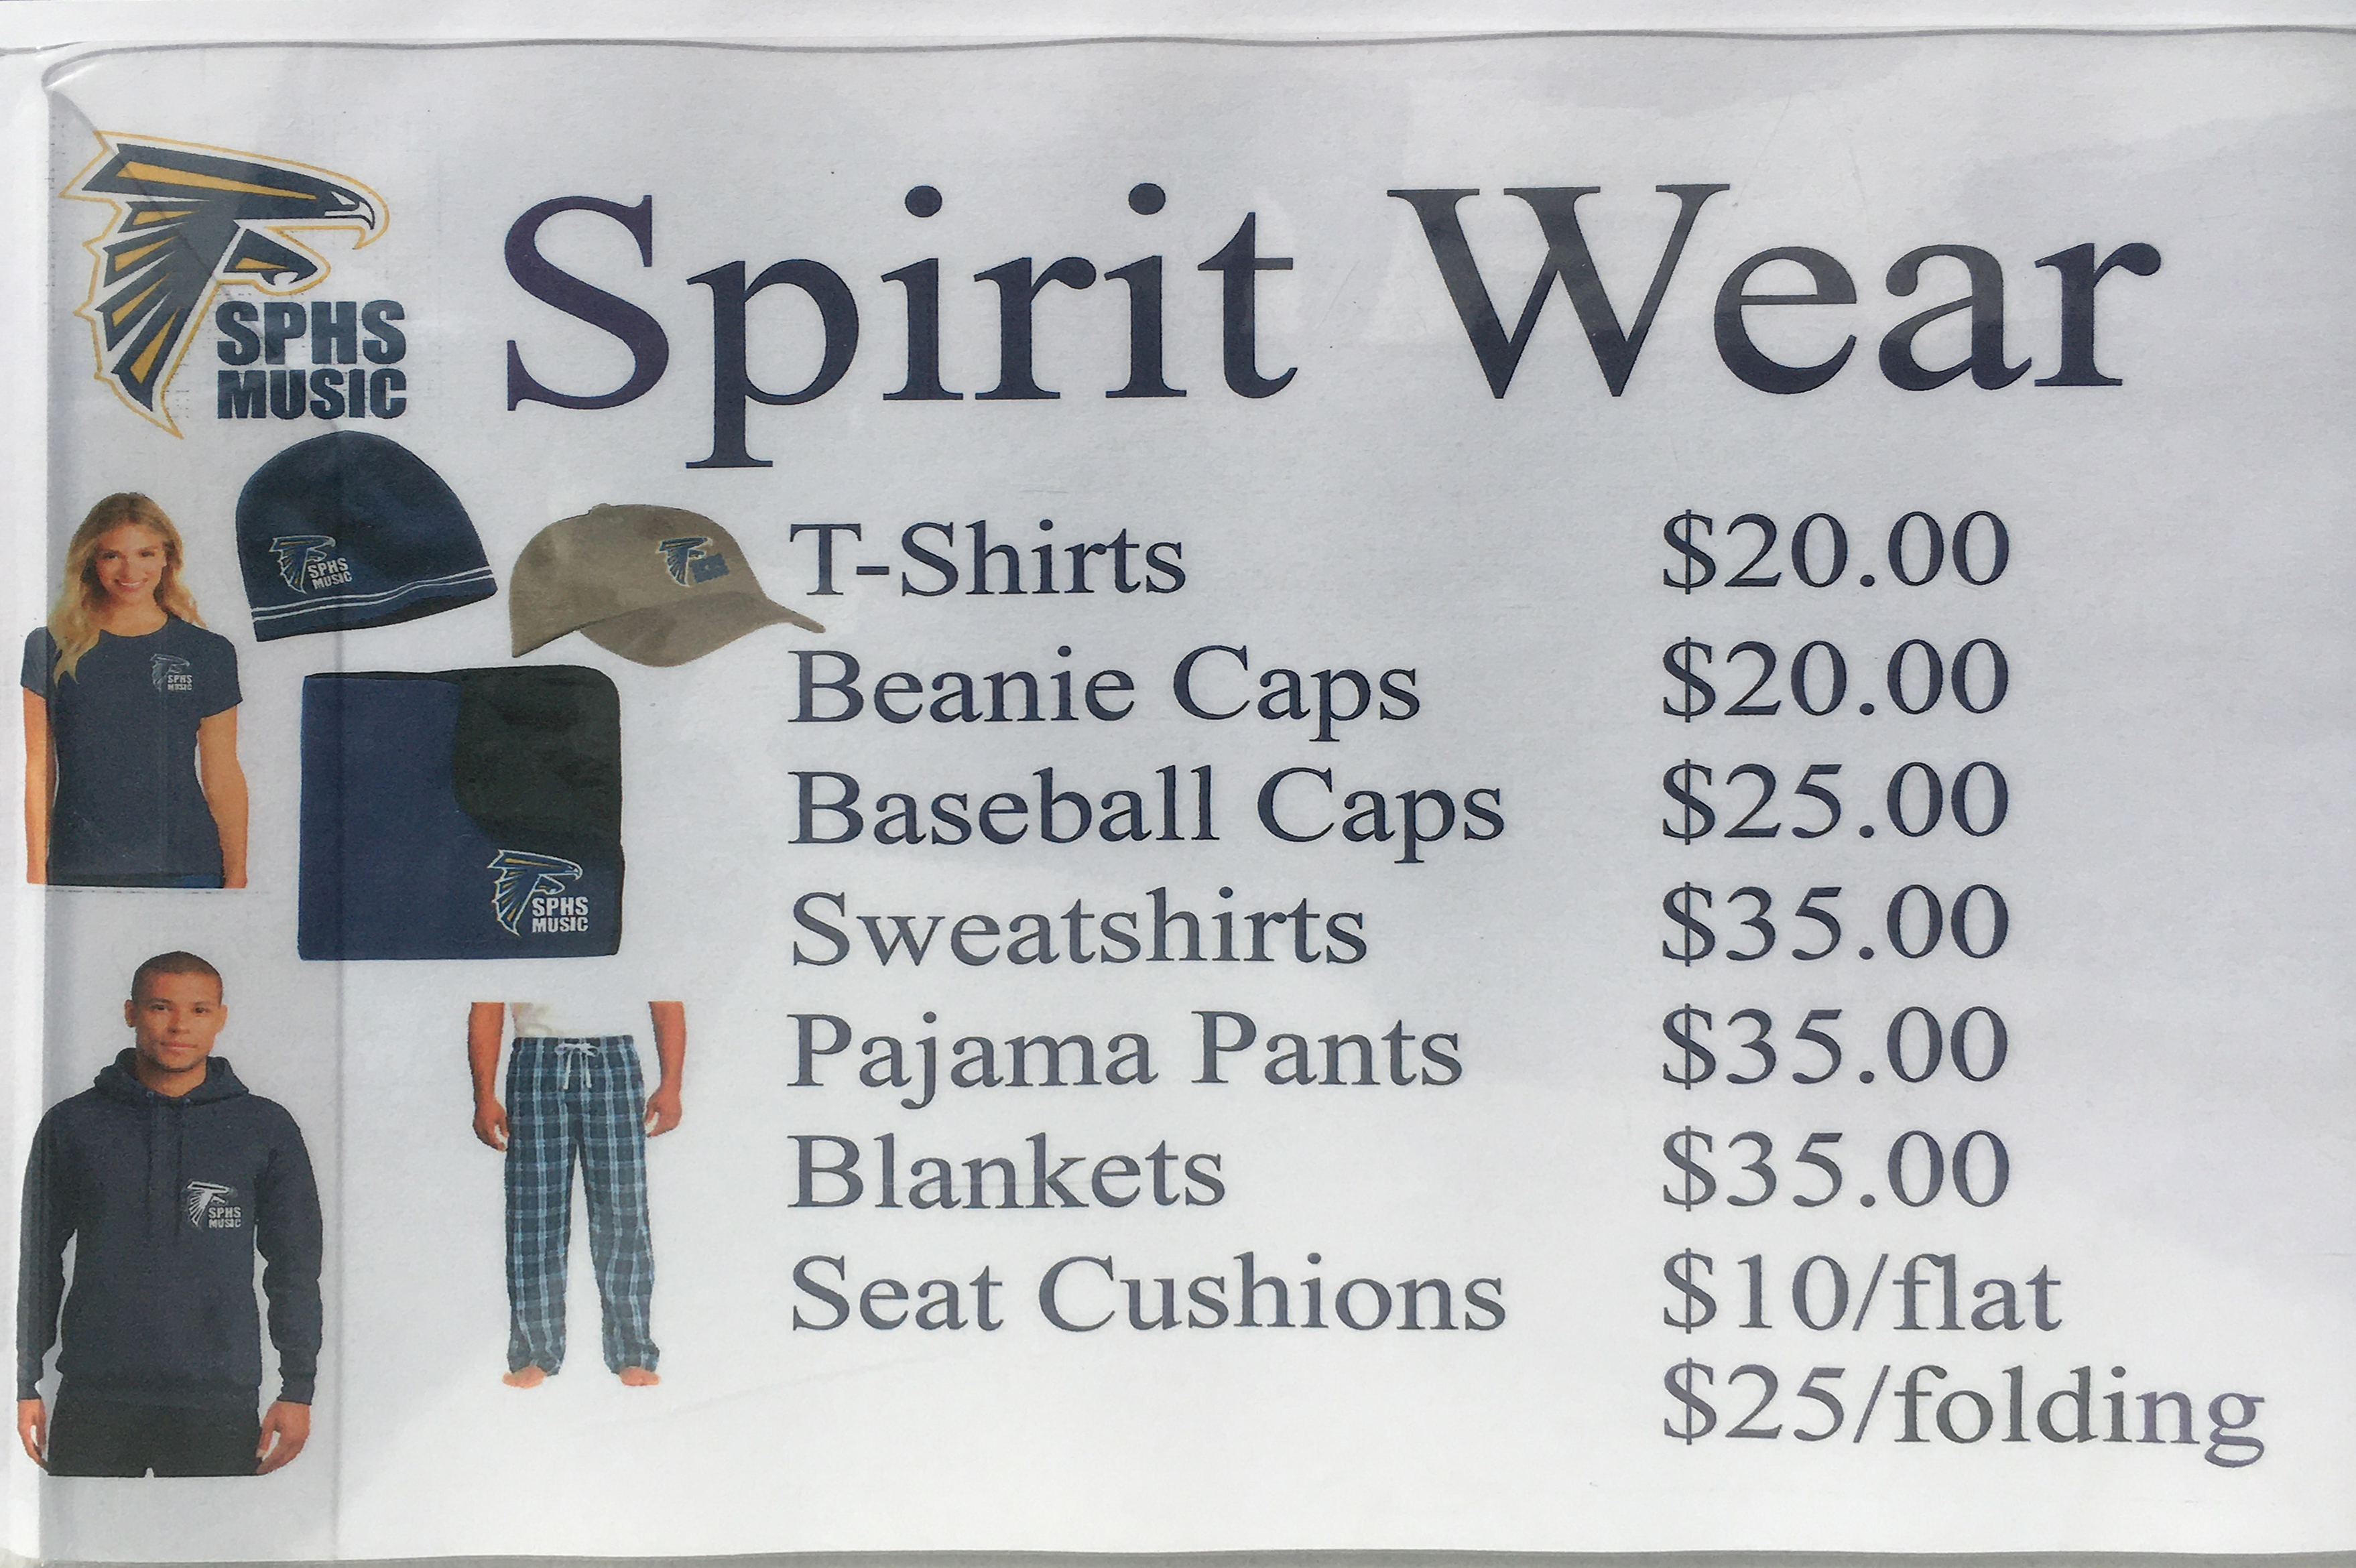 SPHS
MUSIC
Spirit Wear
SPHS
MUSIC
SPHS
MUSIC
SPHS
MUSIC
SPHS
MUSIC
T-Shirts $20.00
Beanie Caps $20.00
Baseball Caps $25.00
Sweatshirts $35.00
Pajama Pants $35.00
Blankets $35.00
Seat Cushions $10/flat
$25/folding